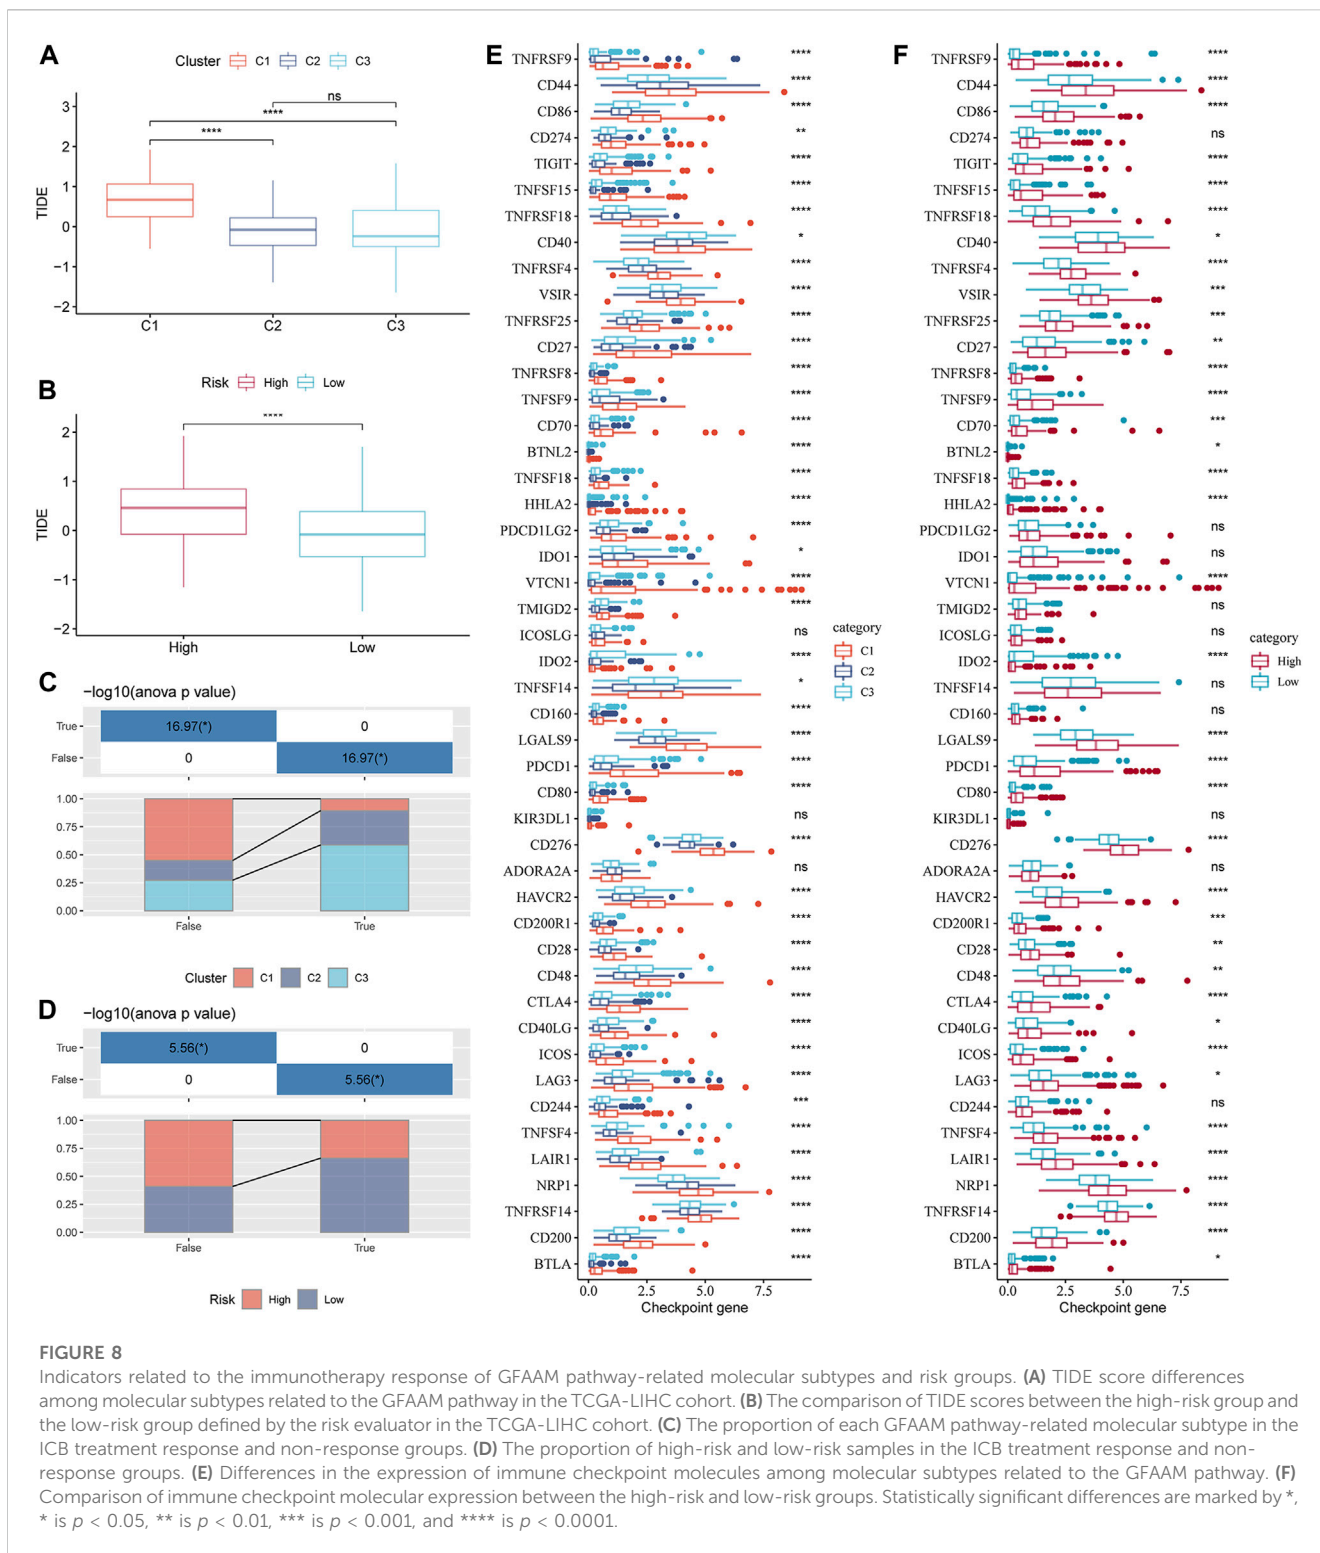 A
Cluster C1 C2 C3
ns
****
****
TIDE
3
2
1
0
−1
−2
C1 C2 C3
B
Risk High Low
****
TIDE
2
1
0
−1
−2
High Low
C
−log10(anova p value)
True 16.97(*) 0
False 0 16.97(*)
1.00
0.75
0.50
0.25
0.00
False True
Cluster C1 C2 C3
D
−log10(anova p value)
True 5.56(*) 0
False 0 5.56(*)
1.00
0.75
0.50
0.25
0.00
False True
Risk High Low
E
TNFRSF9 ****
CD44 ****
CD86 ****
CD274 **
TIGIT ****
TNFSF15 ****
TNFRSF18 ****
CD40 *
TNFRSF4 ****
VSIR ****
TNFRSF25 ****
CD27 ****
TNFRSF8 ****
TNFSF9 ****
CD70 ****
BTNL2 ****
TNFSF18 ****
HHLA2 ****
PDCD1LG2 ****
IDO1 *
VTCN1 ****
TMIGD2 ****
ICOSLG ns
IDO2 ****
TNFSF14 *
CD160 ****
LGALS9 ****
PDCD1 ****
CD80 ****
KIR3DL1 ns
CD276 ****
ADORA2A ns
HAVCR2 ****
CD200R1 ****
CD28 ****
CD48 ****
CTLA4 ****
CD40LG ****
ICOS ****
LAG3 ****
CD244 ***
TNFSF4 ****
LAIR1 ****
NRP1 ****
TNFRSF14 ****
CD200 ****
BTLA ****
0.0 2.5 5.0 7.5
Checkpoint gene
category
C1
C2
C3
F
TNFRSF9 ****
CD44 ****
CD86 ****
CD274 ns
TIGIT ****
TNFSF15 ****
TNFRSF18 ****
CD40 *
TNFRSF4 ****
VSIR ***
TNFRSF25 ***
CD27 **
TNFRSF8 ****
TNFSF9 ****
CD70 ***
BTNL2 *
TNFSF18 ****
HHLA2 ****
PDCD1LG2 ns
IDO1 ns
VTCN1 ****
TMIGD2 ns
ICOSLG ns
IDO2 ****
TNFSF14 ns
CD160 ns
LGALS9 ****
PDCD1 ****
CD80 ****
KIR3DL1 ns
CD276 ****
ADORA2A ns
HAVCR2 ****
CD200R1 ***
CD28 **
CD48 **
CTLA4 ****
CD40LG *
ICOS ****
LAG3 *
CD244 ns
TNFSF4 ****
LAIR1 ****
NRP1 ****
TNFRSF14 ****
CD200 ****
BTLA *
0.0 2.5 5.0 7.5
Checkpoint gene
category
High
Low
FIGURE 8
Indicators related to the immunotherapy response of GFAAM pathway-related molecular subtypes and risk groups. (A) TIDE score differences
among molecular subtypes related to the GFAAM pathway in the TCGA-LIHC cohort. (B) The comparison of TIDE scores between the high-risk group and
the low-risk group defined by the risk evaluator in the TCGA-LIHC cohort. (C) The proportion of each GFAAM pathway-related molecular subtype in the
ICB treatment response and non-response groups. (D) The proportion of high-risk and low-risk samples in the ICB treatment response and non-
response groups. (E) Differences in the expression of immune checkpoint molecules among molecular subtypes related to the GFAAM pathway. (F)
Comparison of immune checkpoint molecular expression between the high-risk and low-risk groups. Statistically significant differences are marked by *,
* is p < 0.05, ** is p < 0.01, *** is p < 0.001, and **** is p < 0.0001.